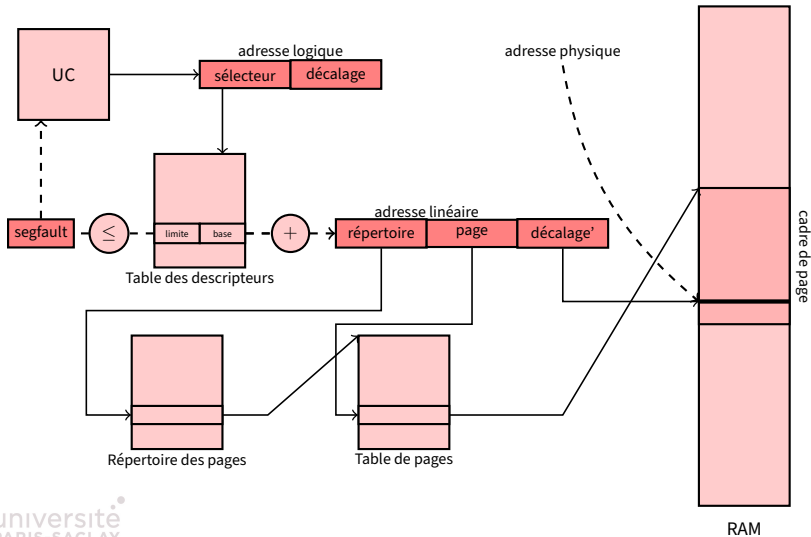 adresse logique
adresse physique
UC
sélecteur
décalage
adresse linéaire
segfault
≤
limite
base
+
répertoire
page
décalage’
cadre de page
Table des descripteurs
Répertoire des pages
Table de pages
université
PARIS-SACLAY
RAM